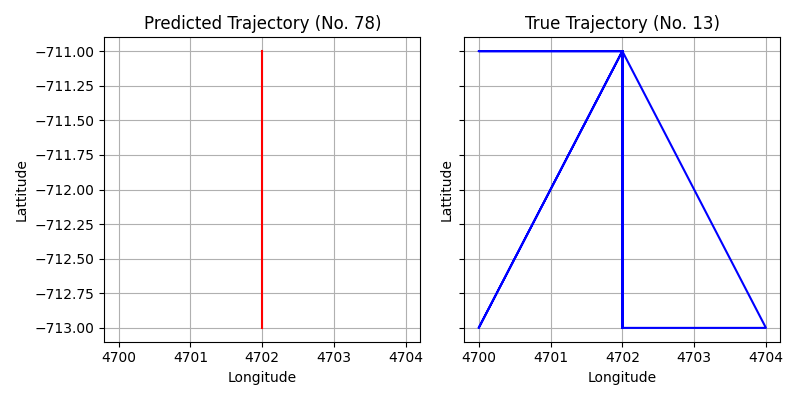 Predicted Trajectory (No. 78)
True Trajectory (No. 13)
−711.00
−711.25
−711.50
−711.75
−712.00
−712.25
−712.50
−712.75
−713.00
Lattitude
Lattitude
4700 4701 4702 4703 4704
4700 4701 4702 4703 4704
Longitude
Longitude